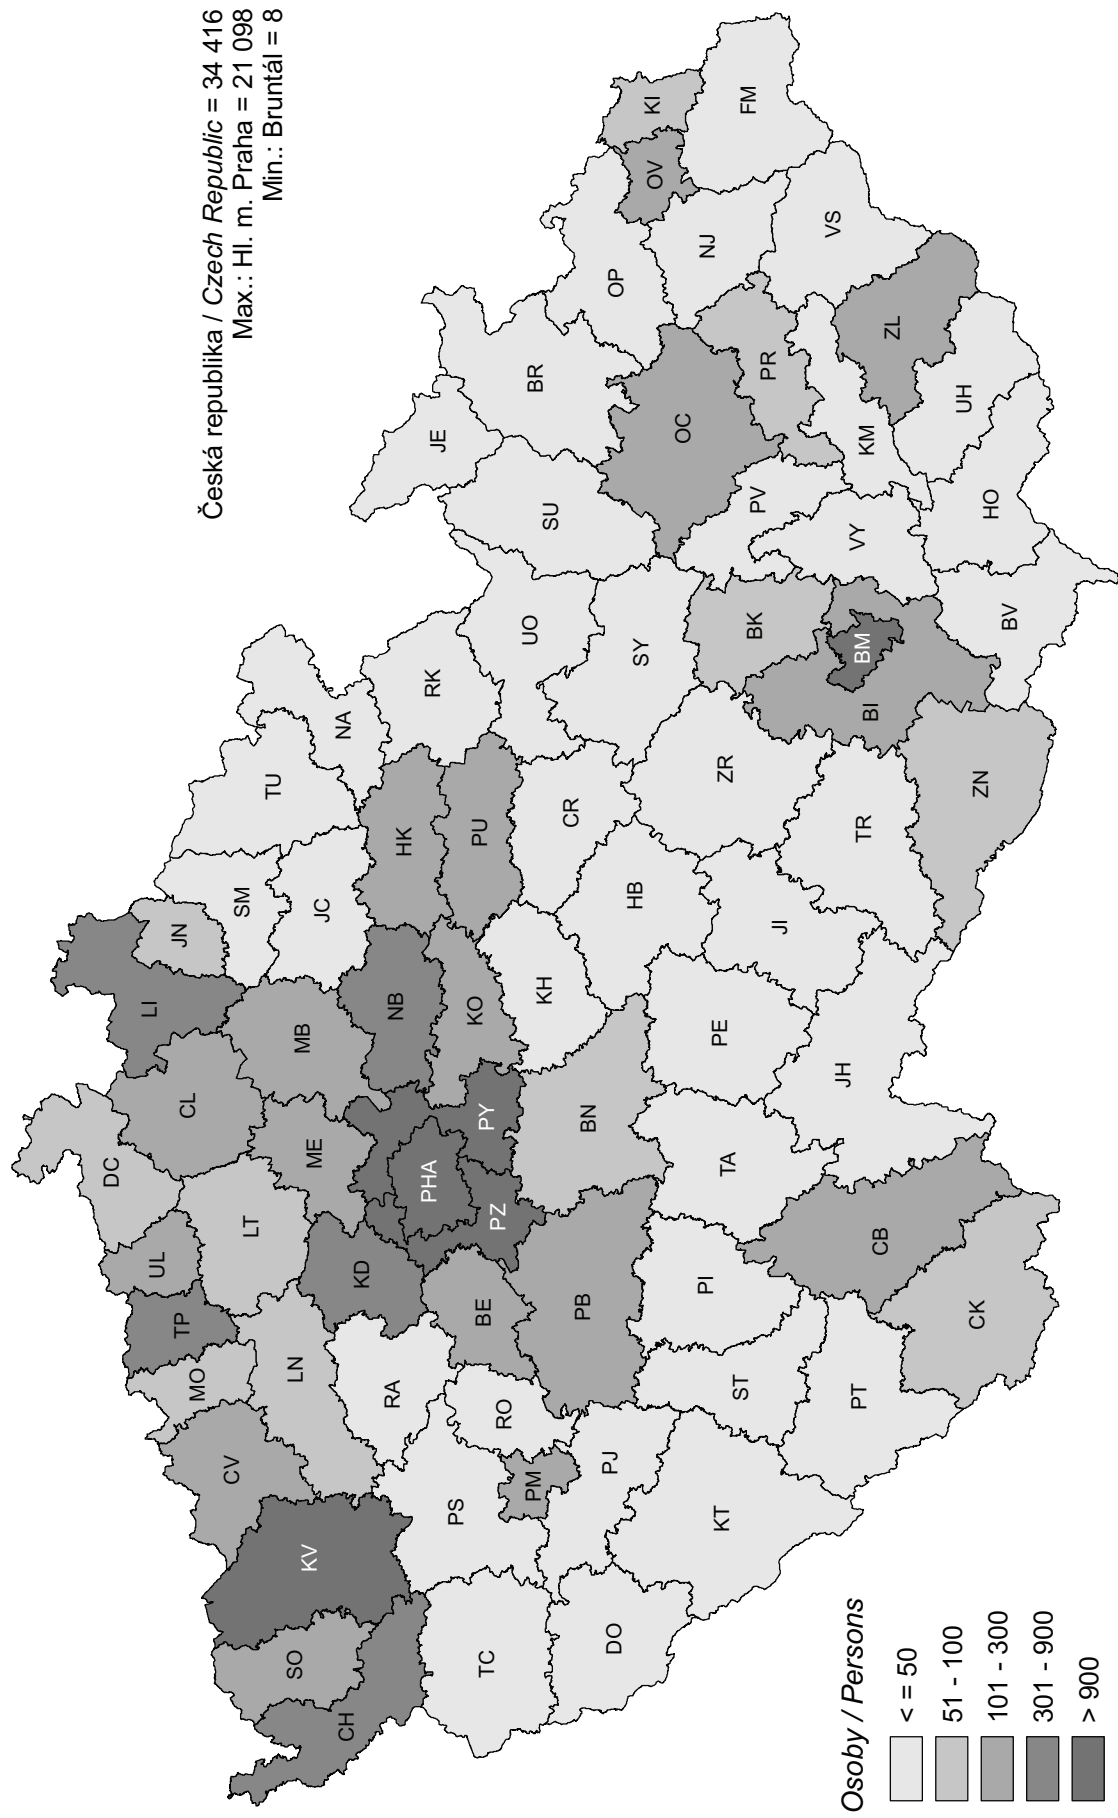 Česká republika / Czech Republic = 34 416
Max.: Hl. m. Praha = 21 098
Min.: Bruntál = 8
DC
LI
JN
UL
CL
SM
TP
LT
MB
JC
TU
MO
ME
NA
CV
LN
KD
NB
HK
RK
KV
RA
PHA
KO
PU
UO
SU
JE
SO
BE
PZ
PY
CH
PS
RO
PB
BN
KH
CR
SY
BR
OP
OV
KI
TC
PM
HB
OC
NJ
FM
DO
PJ
PI
TA
PE
ZR
BK
PV
PR
VS
KT
ST
JI
BI
BM
VY
KM
ZL
PT
CB
JH
TR
UH
CK
ZN
BV
HO
Osoby / Persons
< = 50
51 - 100
101 - 300
301 - 900
> 900